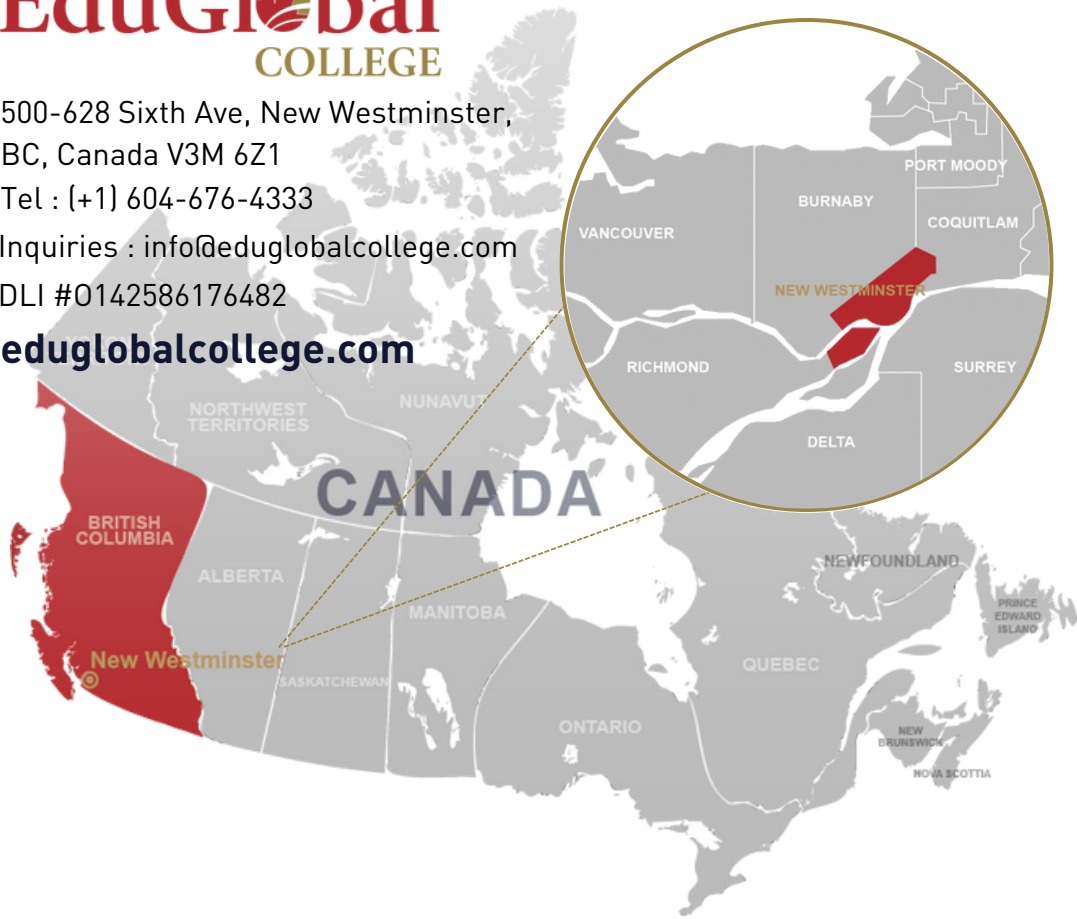 EduGlobal
COLLEGE
500-628 Sixth Ave, New Westminster,
BC, Canada V3M 6Z1
Tel : (+1) 604-676-4333
Inquiries : info@eduglobalcollege.com
DLI #O142586176482
eduglobalcollege.com
PORT MOODY
BURNABY
COQUITLAM
VANCOUVER
NEW WESTMINSTER
RICHMOND
SURREY
DELTA
NUNAVUT
NORTHWEST
TERRITORIES
CANADA
BRITISH
COLUMBIA
ALBERTA
MANITOBA
NEWFOUNDLAND
PRINCE
EDWARD
ISLAND
New Westminster
SASKATCHEWAN
QUEBEC
ONTARIO
NEW
BRUNSWICK
NOVA SCOTTIA